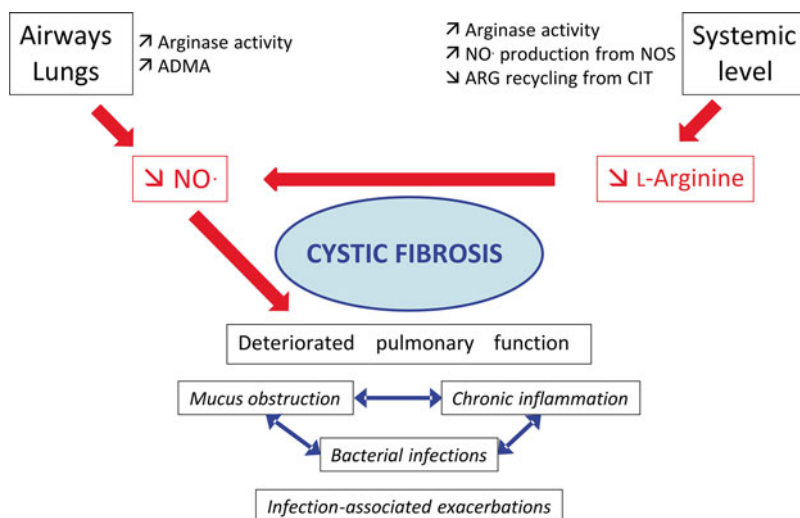 Airways
Lungs
↗ Arginase activity
↗ ADMA
↗ Arginase activity
↗ NO· production from NOS
↘ ARG recycling from CIT
Systemic
level
↘ NO·
↘ L-Arginine
CYSTIC FIBROSIS
Deteriorated pulmonary function
Mucus obstruction
Chronic inflammation
Bacterial infections
Infection-associated exacerbations